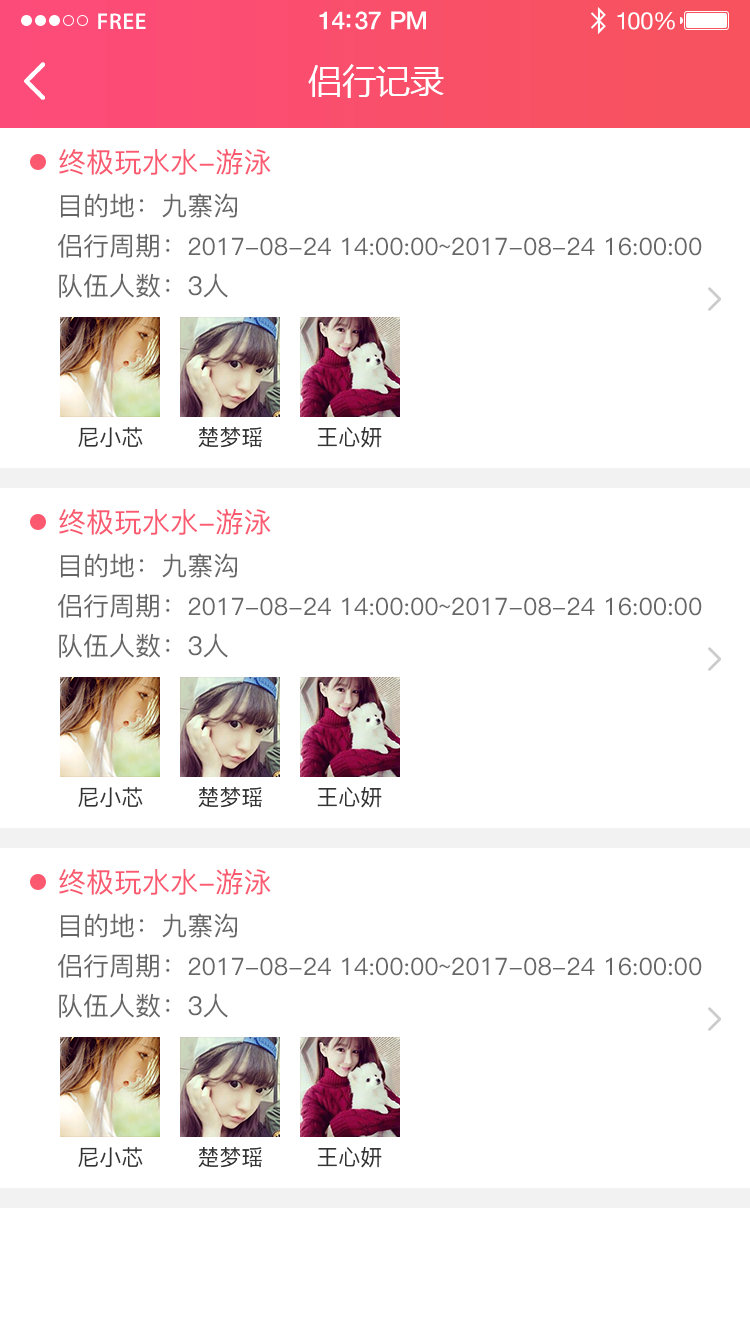 FREE 14:37 PM 100%
侣行记录
终极玩水水-游泳
目的地：九寨沟
侣行周期：2017-08-24 14:00:00~2017-08-24 16:00:00
队伍人数：3人
尼小芯 楚梦瑶 王心妍
终极玩水水-游泳
目的地：九寨沟
侣行周期：2017-08-24 14:00:00~2017-08-24 16:00:00
队伍人数：3人
尼小芯 楚梦瑶 王心妍
终极玩水水-游泳
目的地：九寨沟
侣行周期：2017-08-24 14:00:00~2017-08-24 16:00:00
队伍人数：3人
尼小芯 楚梦瑶 王心妍